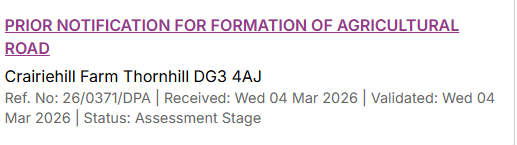 PRIOR NOTIFICATION FOR FORMATION OF AGRICULTURAL
ROAD
Crairiehill Farm Thornhill DG3 4AJ
Ref. No: 26/0371/DPA | Received: Wed 04 Mar 2026 | Validated: Wed 04
Mar 2026 | Status: Assessment Stage